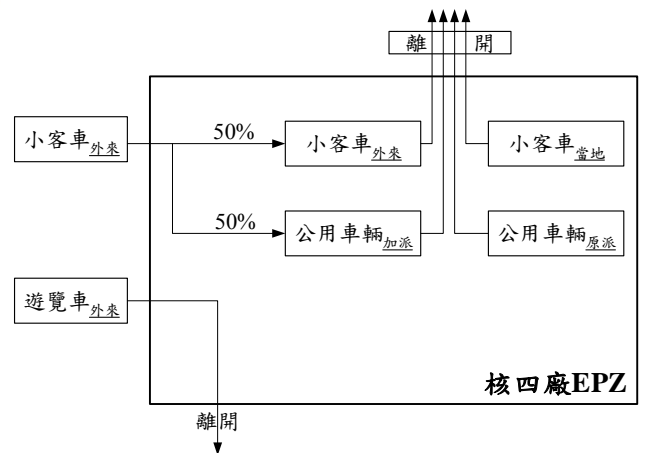 離 開
50%
小客車外來
小客車外來
小客車當地
50%
公用車輛加派
公用車輛原派
遊覽車外來
核四廠EPZ
離開